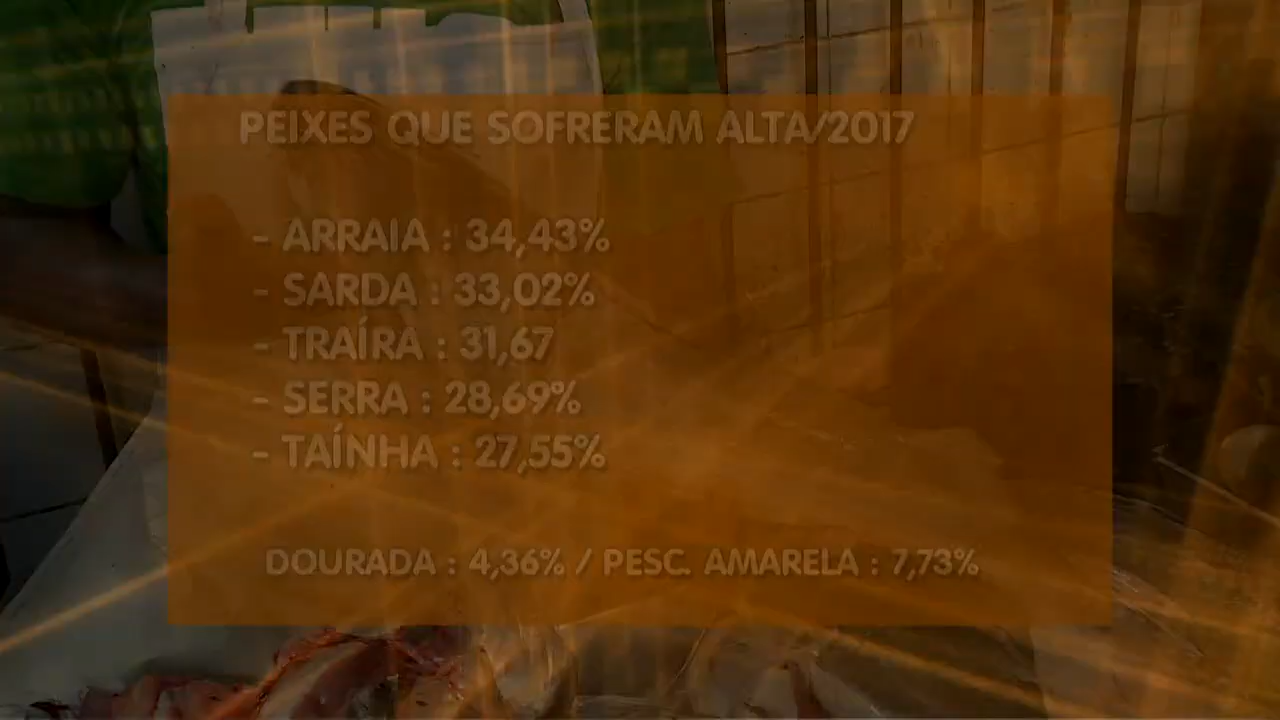 PEIXES QUE SOFRERAM ALTA/2017
- ARRAIA : 34,43%
- SARDA : 33,02%
- TRAÍRA : 31,67
- SERRA : 28,69%
- TAÍNHA : 27,55%
DOURADA : 4,36% / PESC. AMARELA : 7,73%